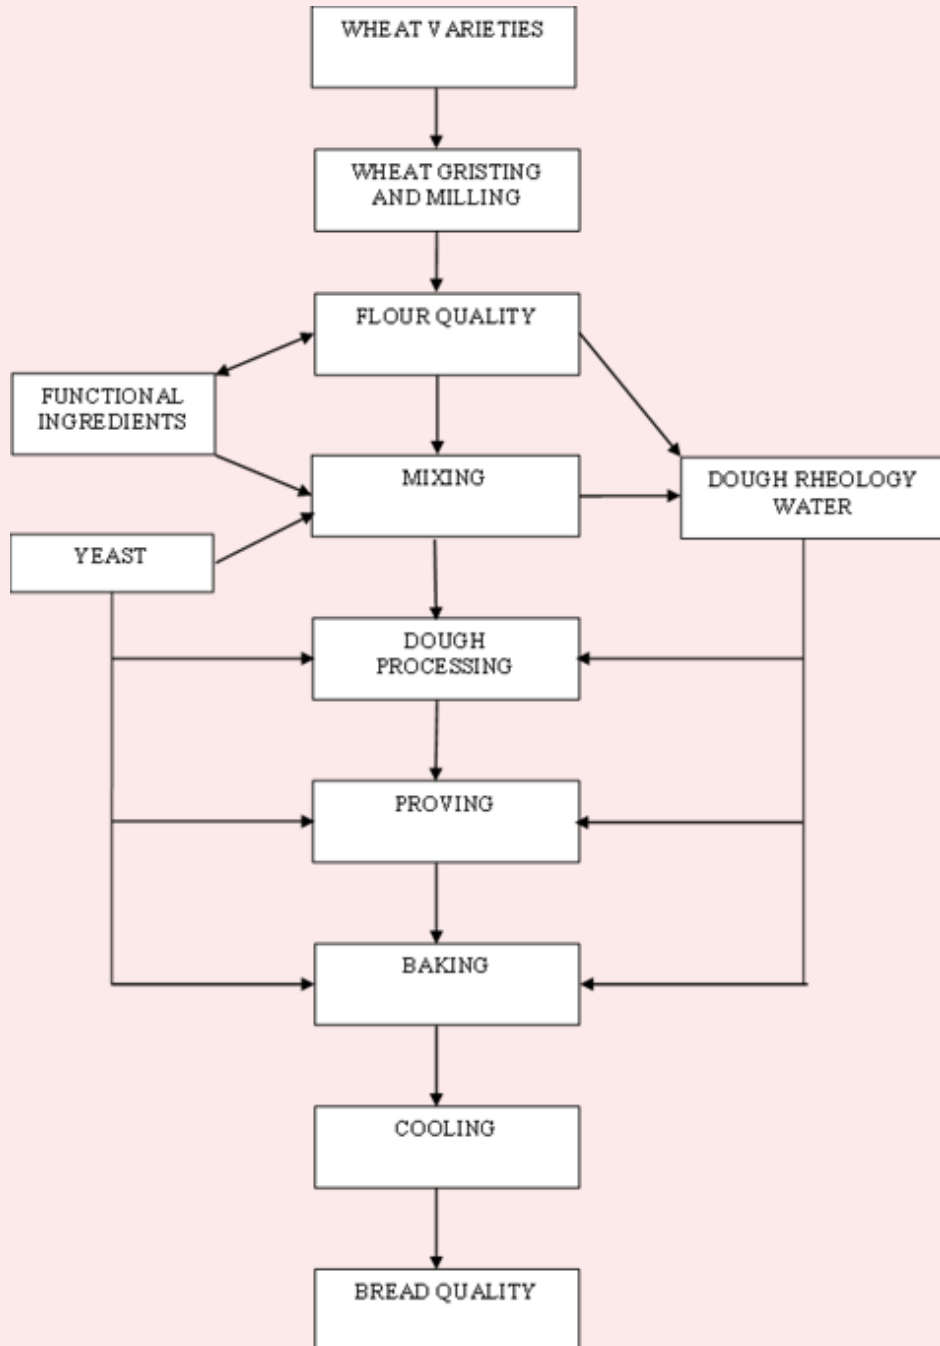 WHEAT VARIETIES
WHEAT GRISTING
AND MILLING
FLOUR QUALITY
FUNCTIONAL
INGREDIENTS
MIXING
DOUGH RHEOLOGY
WATER
YEAST
DOUGH
PROCESSING
PROVING
BAKING
COOLING
BREAD QUALITY